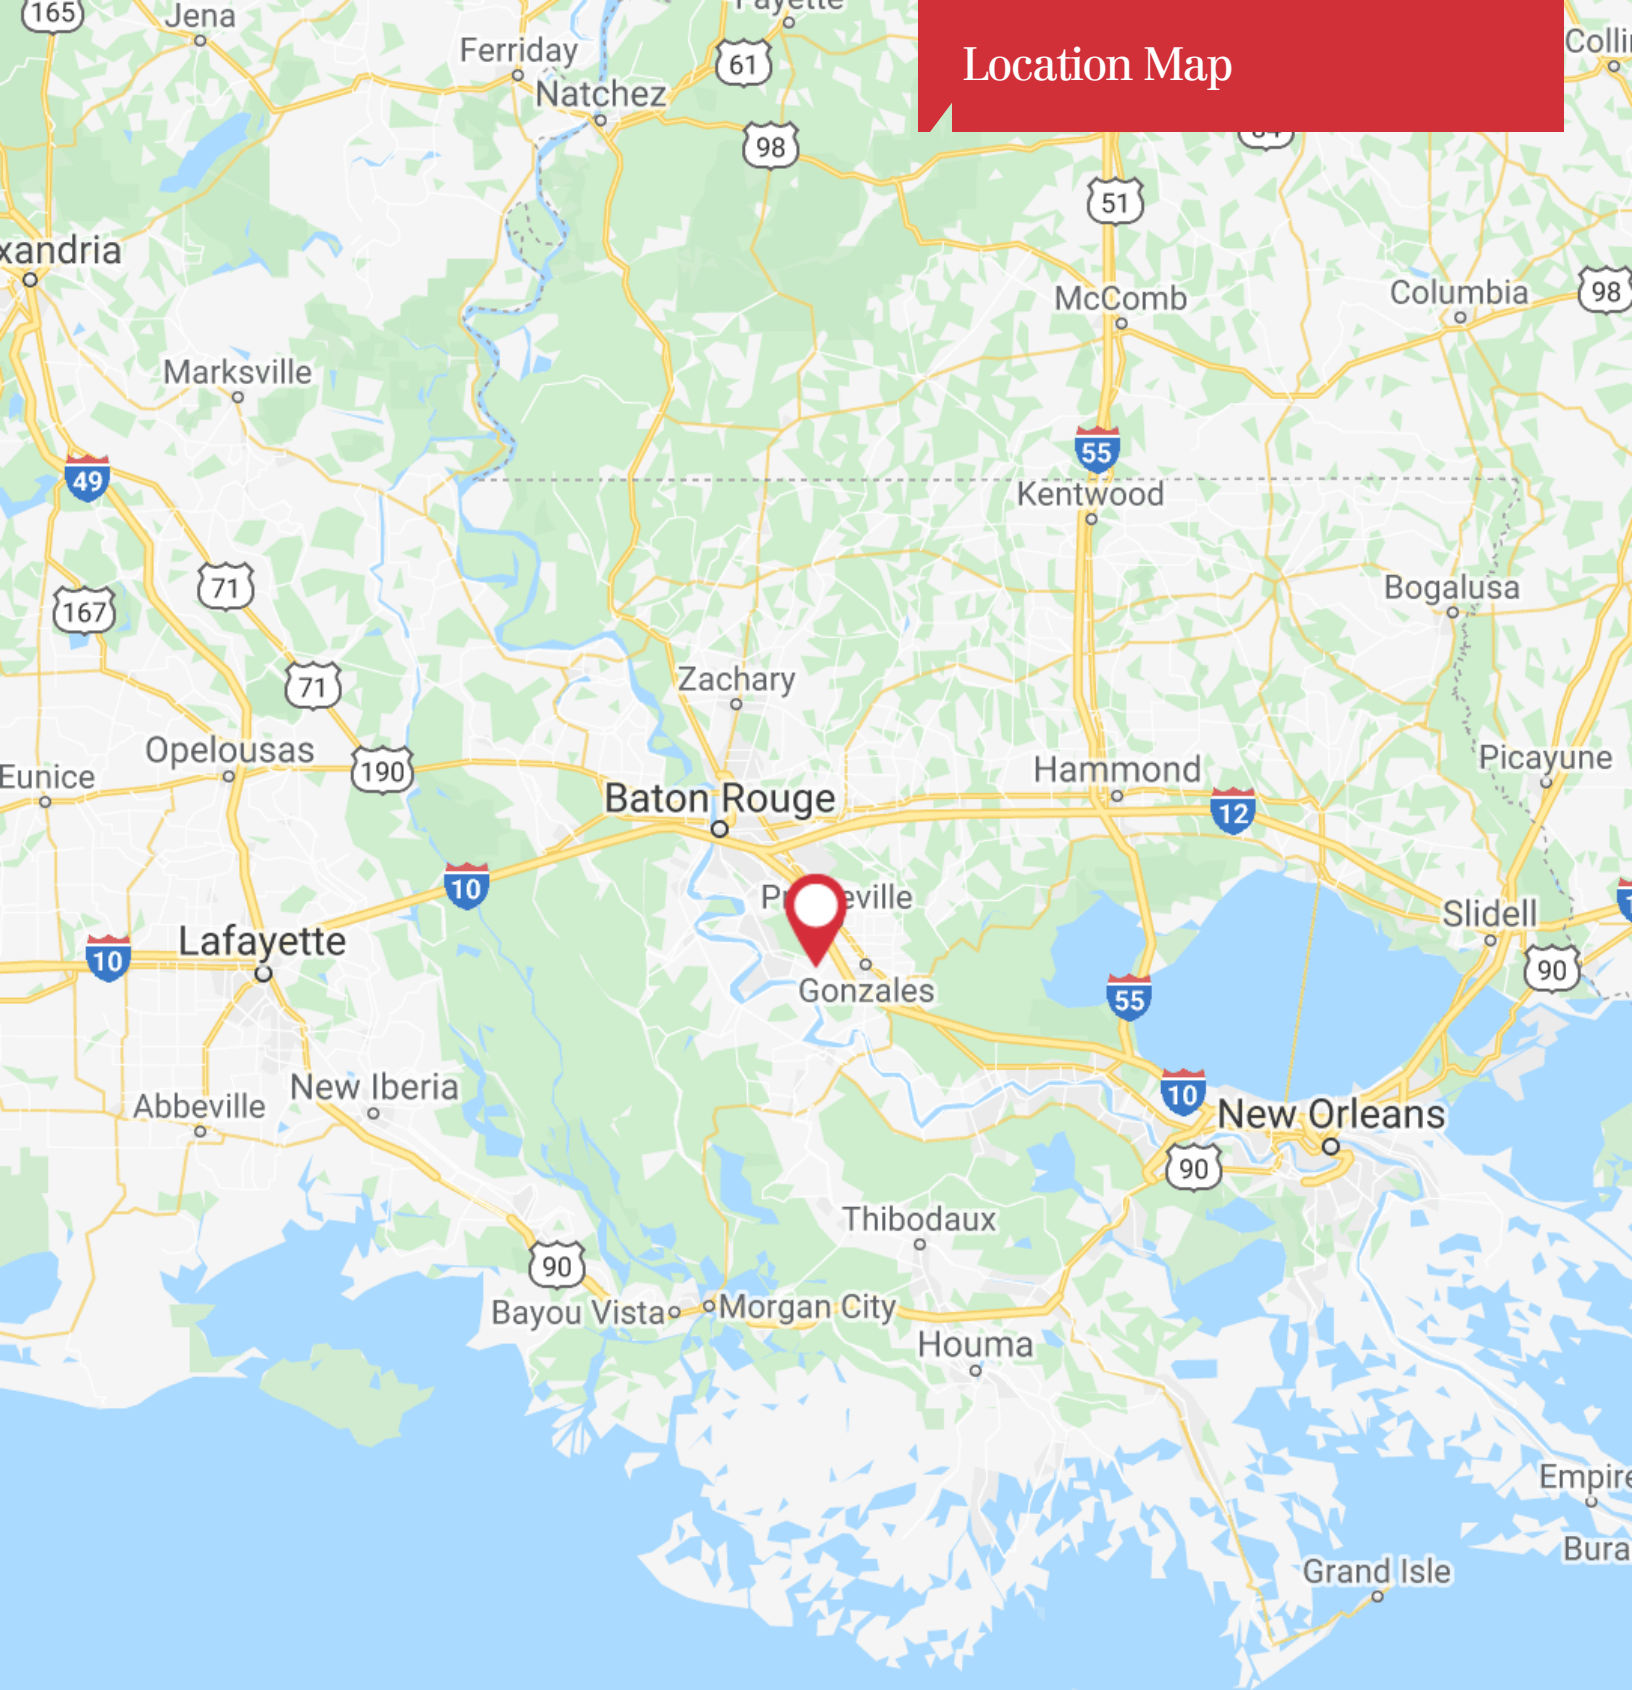 165
Jena
Fayette
Ferriday
61
Location Map
Natchez
98
51
xandria
McComb
Columbia
98
Marksville
55
49
Kentwood
71
Bogalusa
167
Zachary
71
Opelousas
190
Hammond
Picayune
Eunice
Baton Rouge
12
10
Slidell
Lafayette
10
90
Gonzales
55
New Iberia
10
Abbeville
New Orleans
90
Thibodaux
90
Bayou Vista
Morgan City
Houma
Empire
Bura
Grand Isle